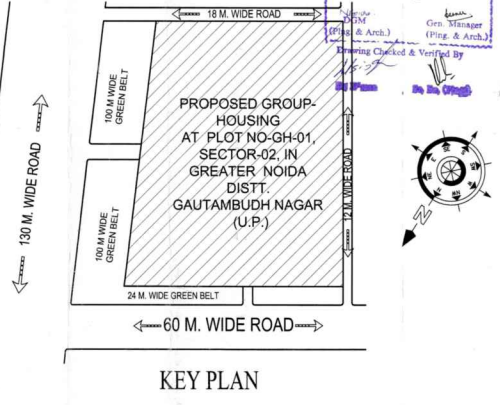 18 M. WIDE ROAD
DGM
Gen. Manager
(Plng. & Arch.)
(Ping. & Arch.)
Drawing Checked & Verified By
100 M WIDE
GREEN BELT
PROPOSED GROUP-
HOUSING
AT PLOT NO-GH-01,
SECTOR-02, IN
GREATER NOIDA
DISTT.
GAUTAMBUDH NAGAR
(U.P.)
12 M. WIDE ROAD
130 M. WIDE ROAD
100 M WIDE
GREEN BELT
N
24 M. WIDE GREEN BELT
60 M. WIDE ROAD
KEY PLAN